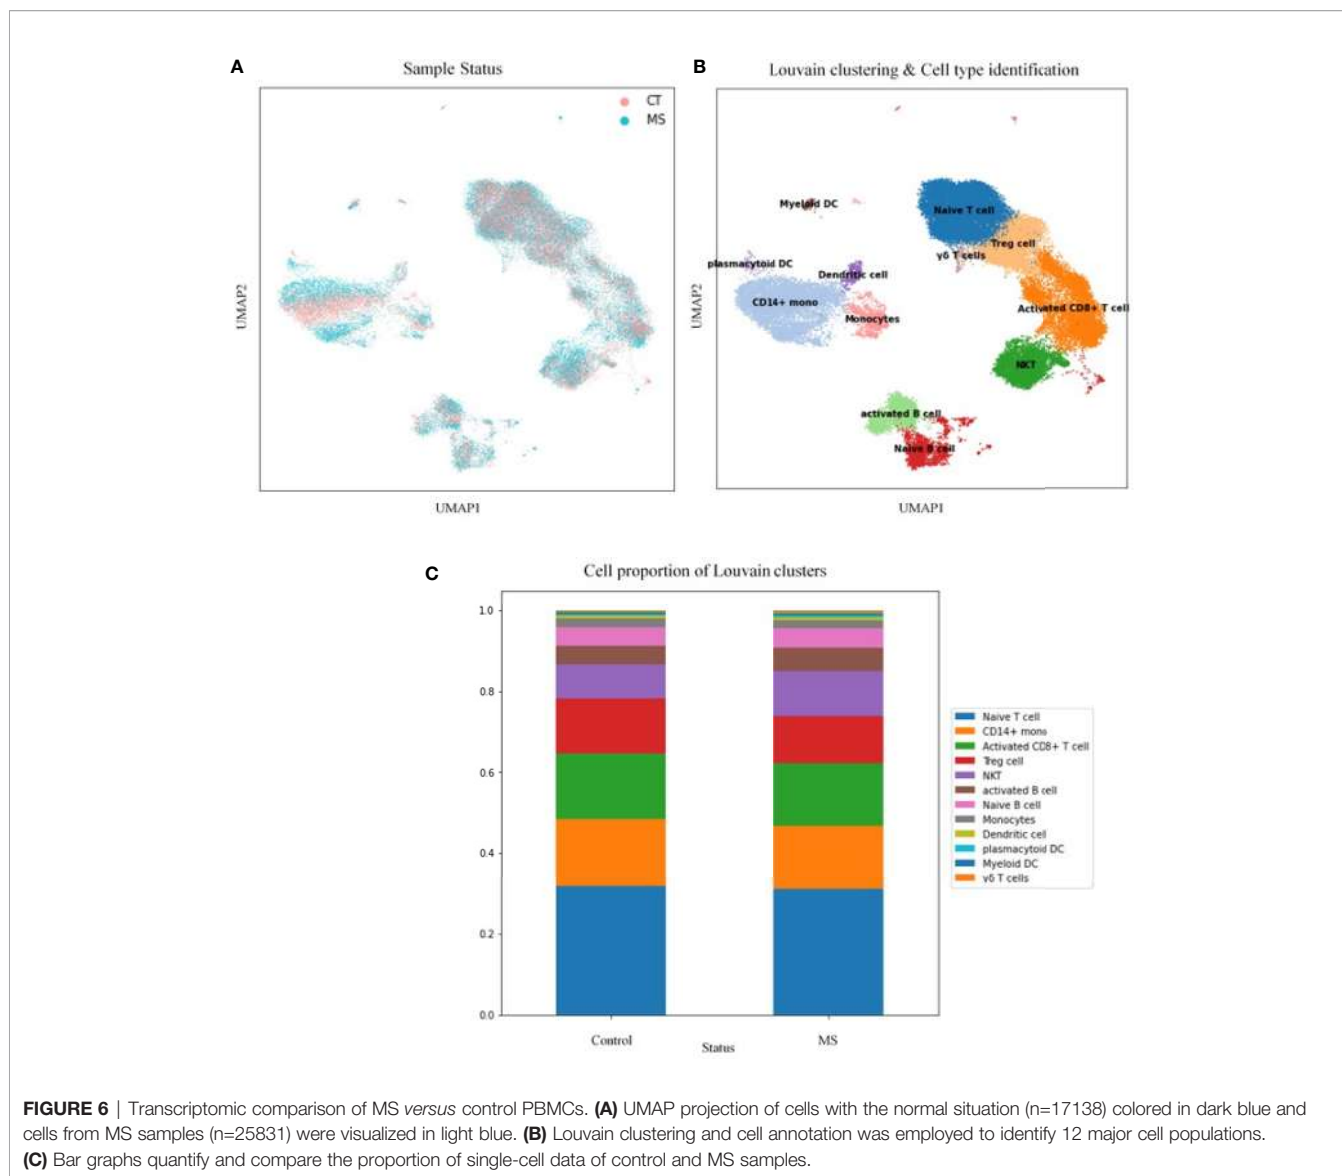 A
Sample Status
CT
MS
UMAP2
UMAP1
B
Louvain clustering & Cell type identification
Myeloid DC
Naive T cell
Treg cell
γδ T cells
plasmacytoid DC
Dendritic cell
CD14+ mono
Monocytes
Activated CD8+ T cell
NKT
activated B cell
Naive B cell
UMAP2
UMAP1
C
Cell proportion of Louvain clusters
1.0
0.8
0.6
0.4
0.2
0.0
Control
MS
Status
Naive T cell
CD14+ mono
Activated CD8+ T cell
Treg cell
NKT
activated B cell
Naive B cell
Monocytes
Dendritic cell
plasmacytoid DC
Myeloid DC
γδ T cells
FIGURE 6 | Transcriptomic comparison of MS versus control PBMCs. (A) UMAP projection of cells with the normal situation (n=17138) colored in dark blue and
cells from MS samples (n=25831) were visualized in light blue. (B) Louvain clustering and cell annotation was employed to identify 12 major cell populations.
(C) Bar graphs quantify and compare the proportion of single-cell data of control and MS samples.